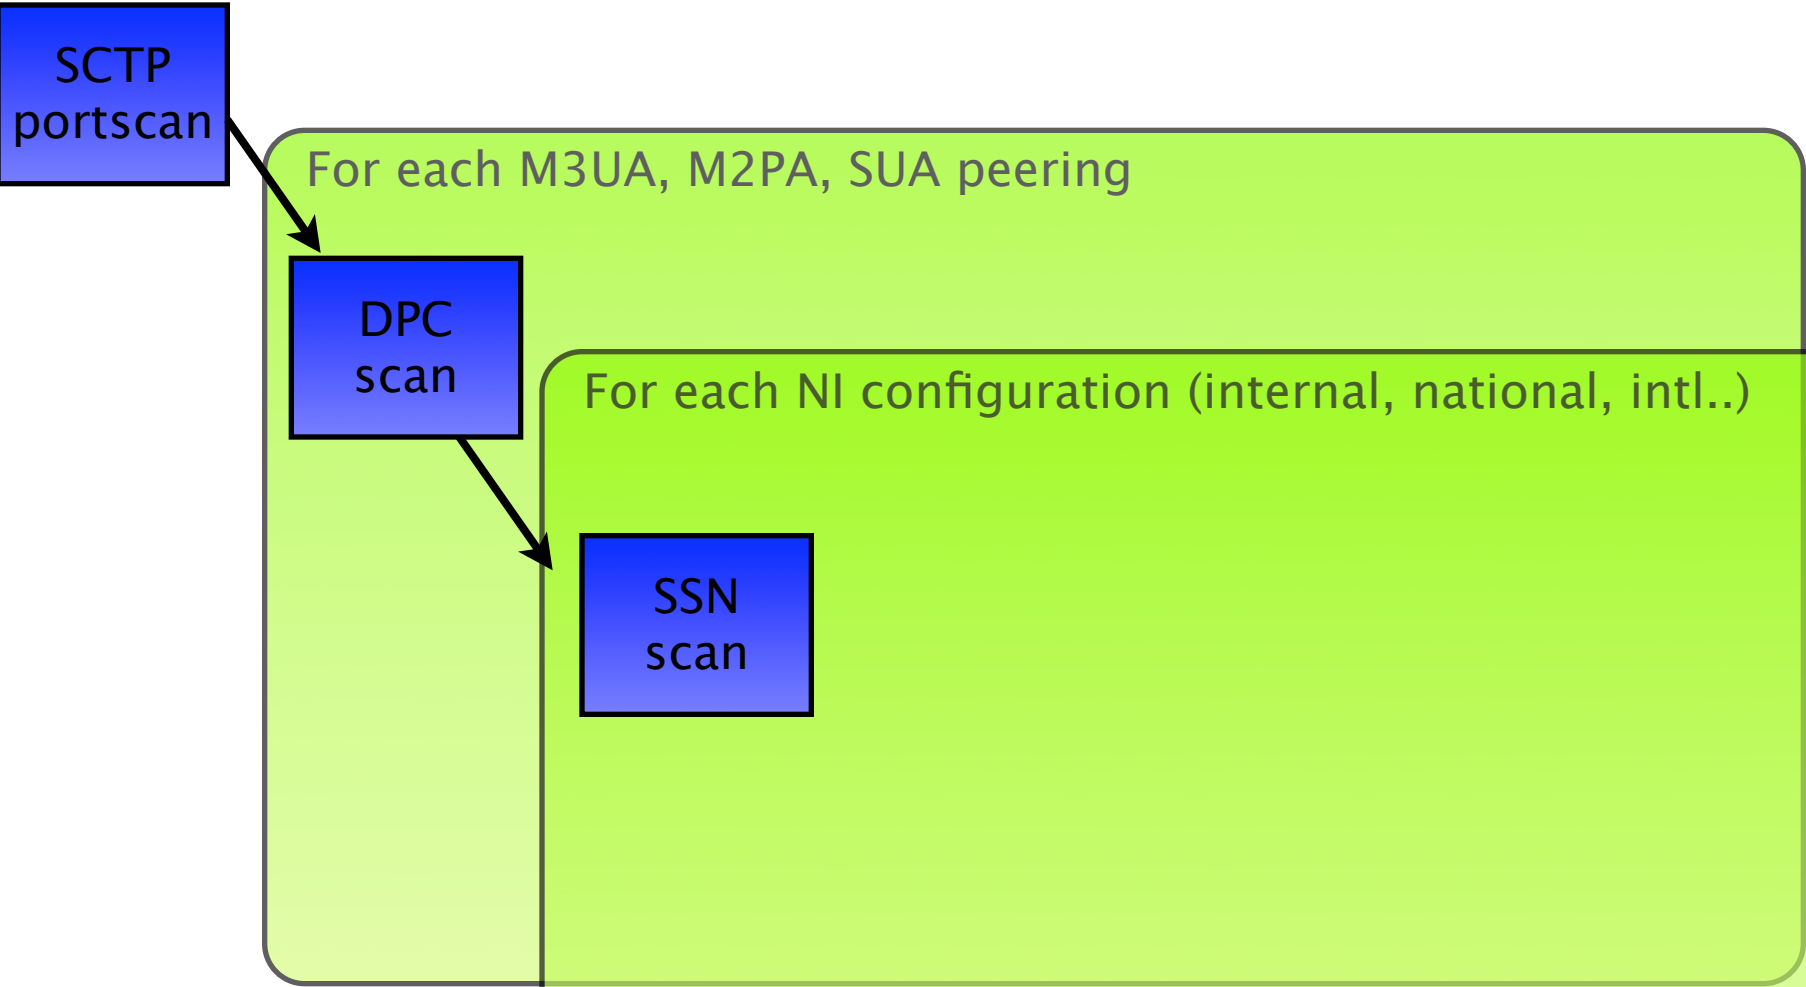 SCTP
portscan
For each M3UA, M2PA, SUA peering
DPC
scan
For each NI configuration (internal, national, intl..)
SSN
scan